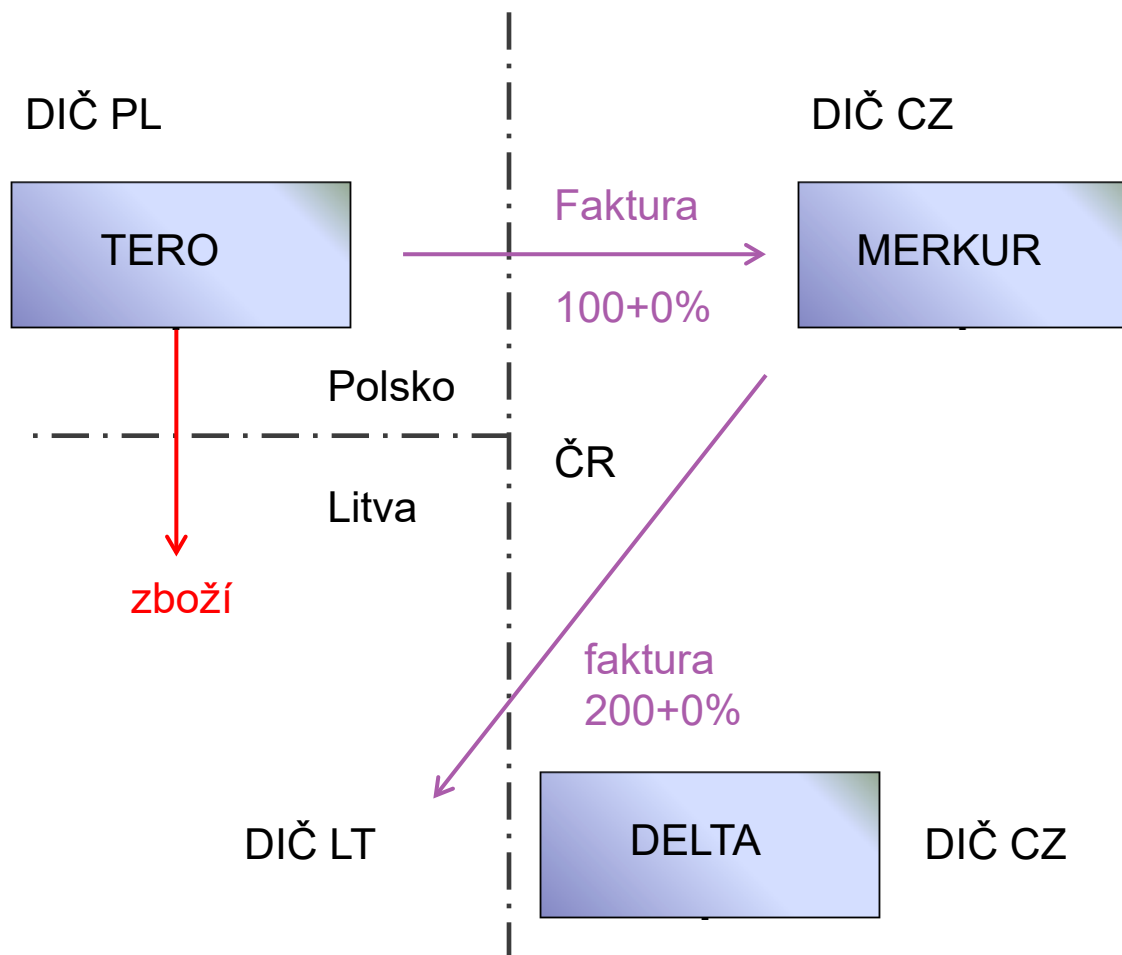 DIČ PL
DIČ CZ
TERO
Faktura
MERKUR
100+0%
Polsko
ČR
Litva
zboží
faktura
200+0%
DIČ LT
DELTA
DIČ CZ